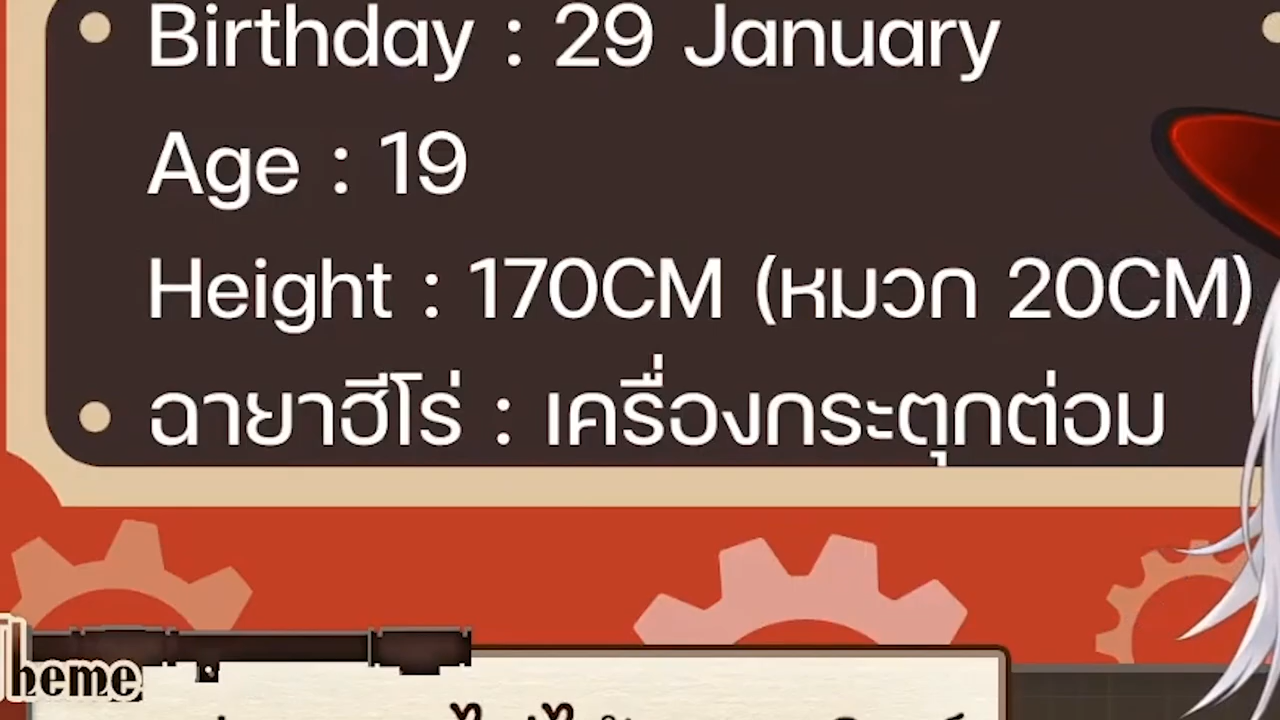 Birthday : 29 January
Age : 19
Height : 170CM (หมวก 20CM)
ฉายาฮีโร่ : เครื่องกระตุกต่อม
Theme